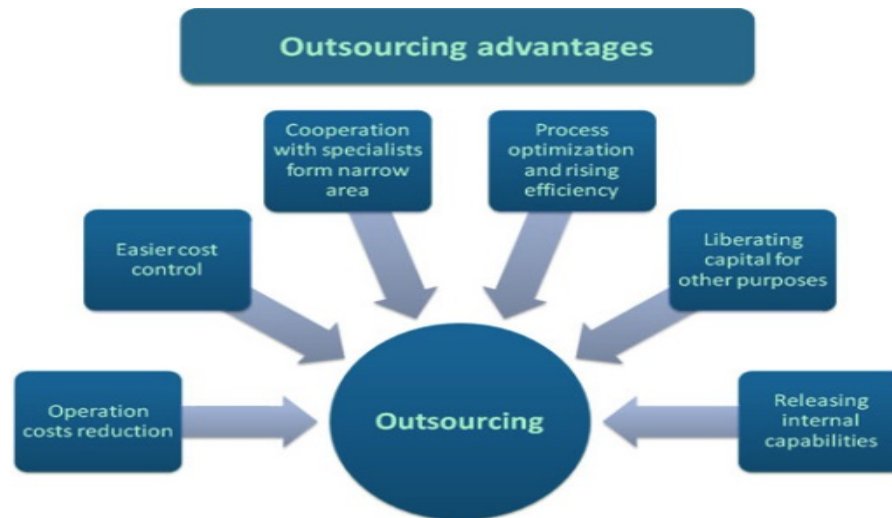 Outsourcing advantages
Cooperation
with specialists
form narrow
area
Process
optimization
and rising
efficiency
Easier cost
control
Liberating
capital for
other purposes
Operation
costs reduction
Outsourcing
Releasing
internal
capabilities